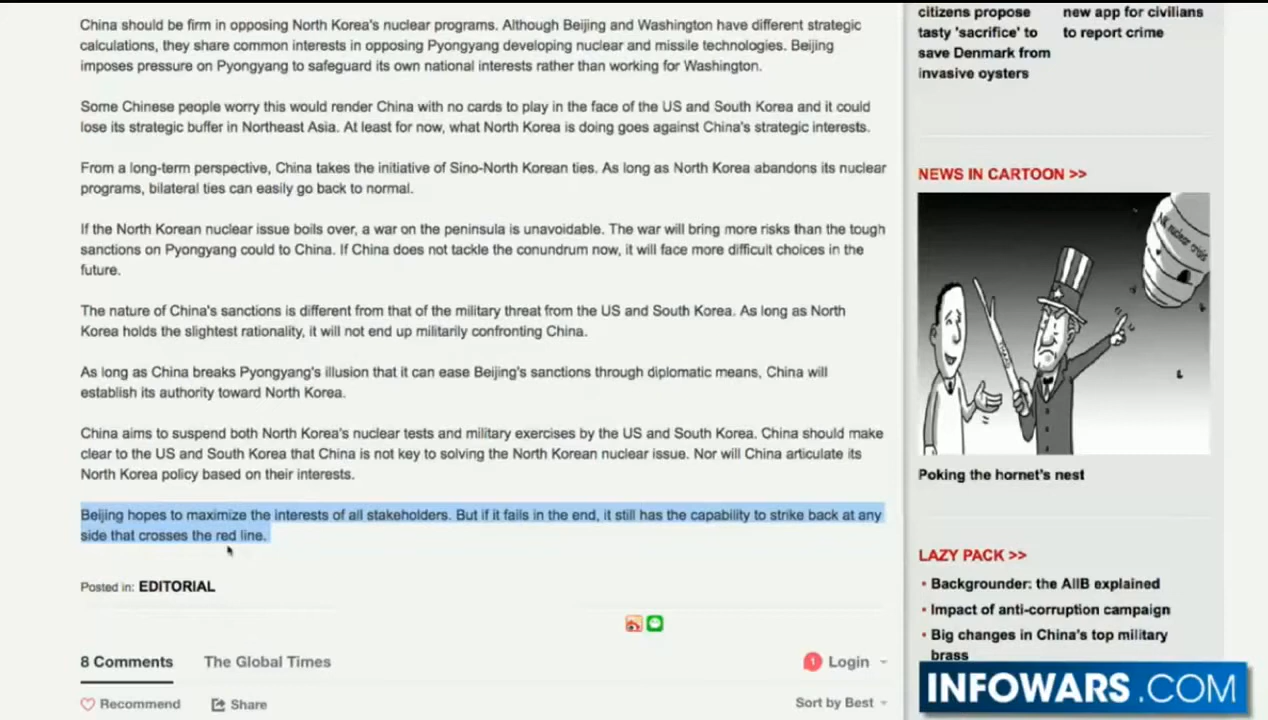 China should be firm in opposing North Korea's nuclear programs. Although Beijing and Washington have different strategic
calculations, they share common interests in opposing Pyongyang developing nuclear and missile technologies. Beijing
imposes pressure on Pyongyang to safeguard its own national interests rather than working for Washington.
Some Chinese people worry this would render China with no cards to play in the face of the US and South Korea and it could
lose its strategic buffer in Northeast Asia. At least for now, what North Korea is doing goes against China's strategic interests.
From a long-term perspective, China takes the initiative of Sino-North Korean ties. As long as North Korea abandons its nuclear
programs, bilateral ties can easily go back to normal.
If the North Korean nuclear issue boils over, a war on the peninsula is unavoidable. The war will bring more risks than the tough
sanctions on Pyongyang could to China. If China does not tackle the conundrum now, it will face more difficult choices in the
future.
The nature of China's sanctions is different from that of the military threat from the US and South Korea. As long as North
Korea holds the slightest rationality, it will not end up militarily confronting China.
As long as China breaks Pyongyang's illusion that it can ease Beijing's sanctions through diplomatic means, China will
establish its authority toward North Korea.
China aims to suspend both North Korea's nuclear tests and military exercises by the US and South Korea. China should make
clear to the US and South Korea that China is not key to solving the North Korean nuclear issue. Nor will China articulate its
North Korea policy based on their interests.
Beijing hopes to maximize the interests of all stakeholders. But if it fails in the end, it still has the capability to strike back at any
side that crosses the red line.
Posted in: EDITORIAL
8 Comments
The Global Times
1 Login
Recommend
Share
Sort by Best
citizens propose
tasty 'sacrifice' to
save Denmark from
invasive oysters
new app for civilians
to report crime
NEWS IN CARTOON >>
nuclear crisis
Poking the hornet's nest
LAZY PACK >>
• Backgrounder: the AIIB explained
• Impact of anti-corruption campaign
• Big changes in China's top military
brass
INFOWARS.COM